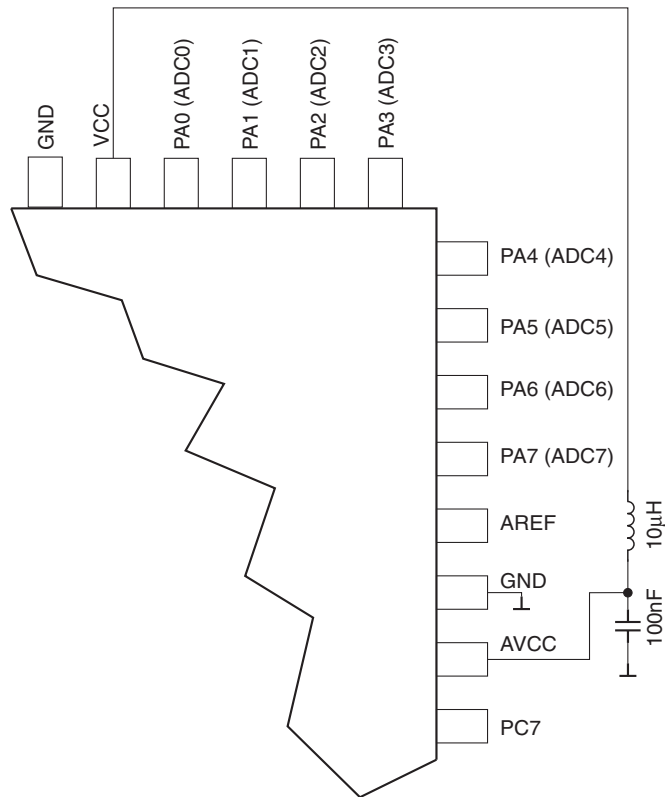 GND
VCC
PA0 (ADC0)
PA1 (ADC1)
PA2 (ADC2)
PA3 (ADC3)
PA4 (ADC4)
PA5 (ADC5)
PA6 (ADC6)
PA7 (ADC7)
AREF
10μH
GND
AVCC
100nF
PC7